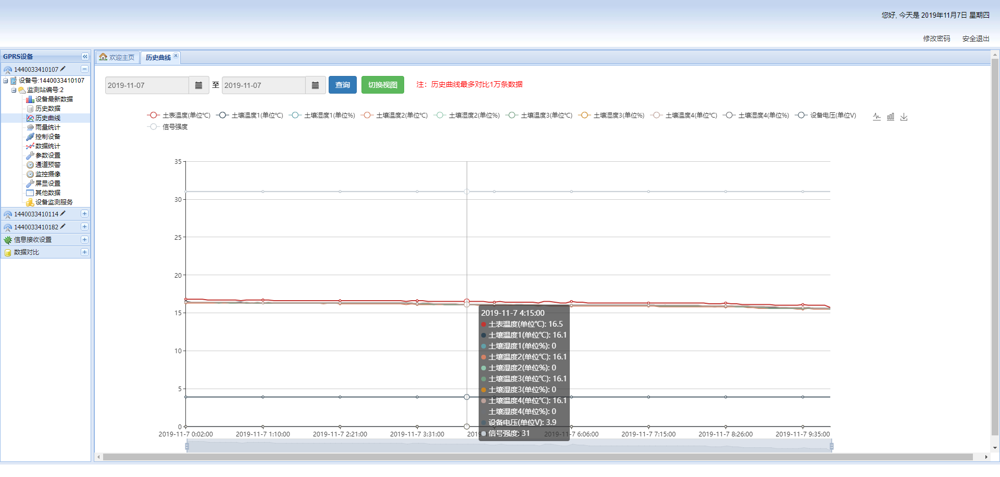 您好, 今天是 2019年11月7日 星期四
修改密码 安全退出
GPRS设备
1440033410107
设备号:1440033410107
监测站编号:2
设备最新数据
历史数据
历史曲线
雨量统计
控制设备
数据统计
参数设置
通道预警
监控摄像
屏显设置
其他数据
设备监测服务
1440033410114
1440033410182
信息接收设置
数据对比
欢迎主页 历史曲线
2019-11-07 至 2019-11-07 查询 切换视图 注：历史曲线最多对比1万条数据
土表温度(单位℃) 土壤温度1(单位℃) 土壤湿度1(单位%) 土壤温度2(单位℃) 土壤湿度2(单位%) 土壤温度3(单位℃) 土壤湿度3(单位%) 土壤温度4(单位℃) 土壤湿度4(单位%) 设备电压(单位V)
信号强度
35
30
25
20
15
10
5
0
2019-11-7 4:15:00
土表温度(单位℃): 16.5
土壤温度1(单位℃): 16.1
土壤湿度1(单位%): 0
土壤温度2(单位℃): 16.1
土壤湿度2(单位%): 0
土壤温度3(单位℃): 16.1
土壤湿度3(单位%): 0
土壤温度4(单位℃): 16.1
土壤湿度4(单位%): 0
设备电压(单位V): 3.9
信号强度: 31
2019-11-7 0:02:00 2019-11-7 1:10:00 2019-11-7 2:21:00 2019-11-7 3:31:00 2019 2019-11-7 6:06:00 2019-11-7 7:15:00 2019-11-7 8:26:00 2019-11-7 9:35:00